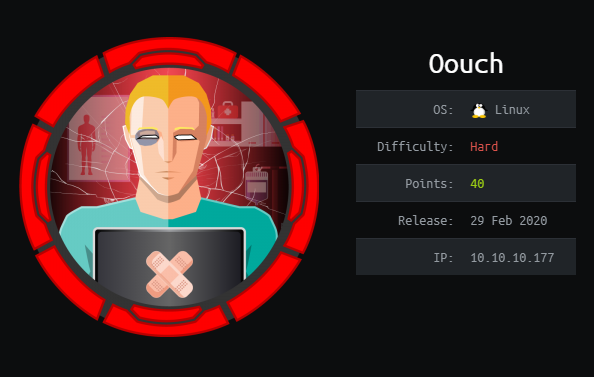 Oouch
OS: Linux
Difficulty: Hard
Points: 40
Release: 29 Feb 2020
IP: 10.10.10.177